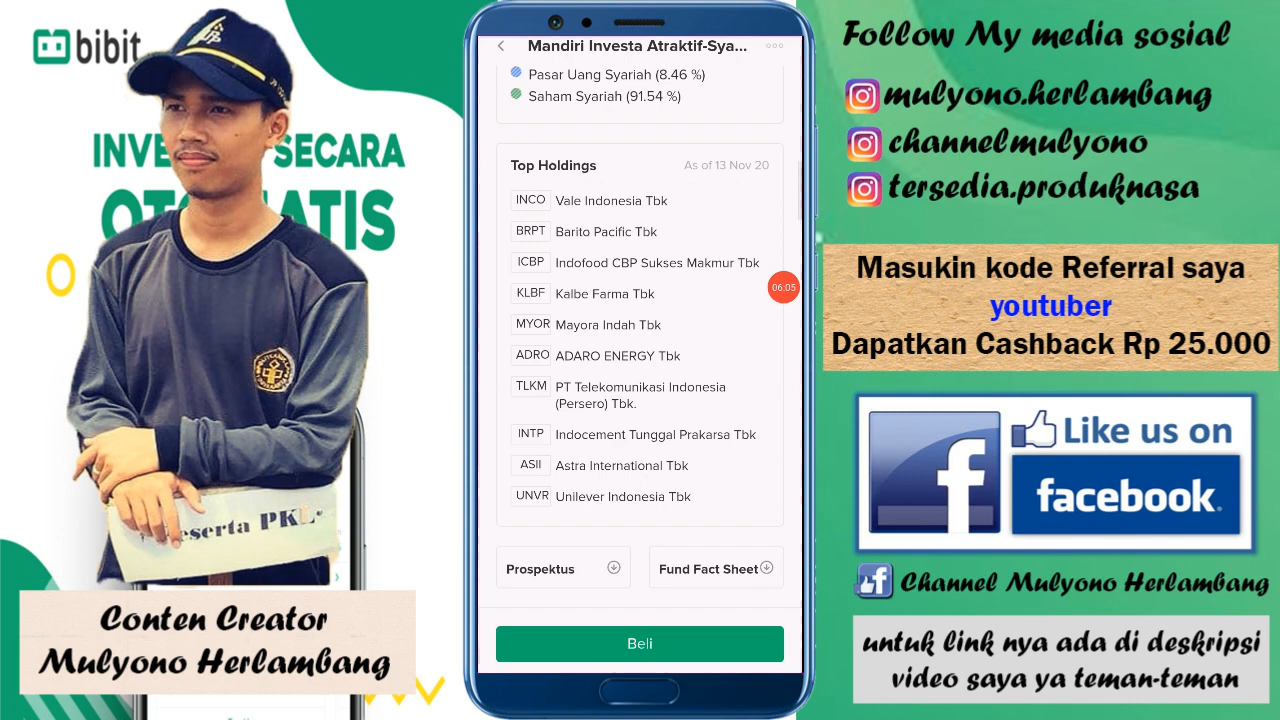 bibit
SECARA
Mandiri Investa Atraktif-Sya...
Pasar Uang Syariah (8.46 %)
Saham Syariah (91.54 %)
Top Holdings
As of 13 Nov 20
INCO Vale Indonesia Tbk
BRPT Barito Pacific Tbk
ICBP Indofood CBP Sukses Makmur Tbk
KLBF Kalbe Farma Tbk
MYOR Mayora Indah Tbk
ADRO ADARO ENERGY Tbk
TLKM PT Telekomunikasi Indonesia
(Persero) Tbk.
INTP Indocement Tunggal Prakarsa Tbk
ASII Astra International Tbk
UNVR Unilever Indonesia Tbk
06:05
Prospektus
Fund Fact Sheet
Beli
PKL
Conten Creator
Mulyono Herlambang
Follow My media sosial
mulyono.herlambang
channelmulyono
tersedia.produknasa
Masukin kode Referral saya
youtuber
Dapatkan Cashback Rp 25.000
f
Like us on
facebook.
f
Channel Mulyono Herlambang
untuk link nya ada di deskripsi
video saya ya teman-teman